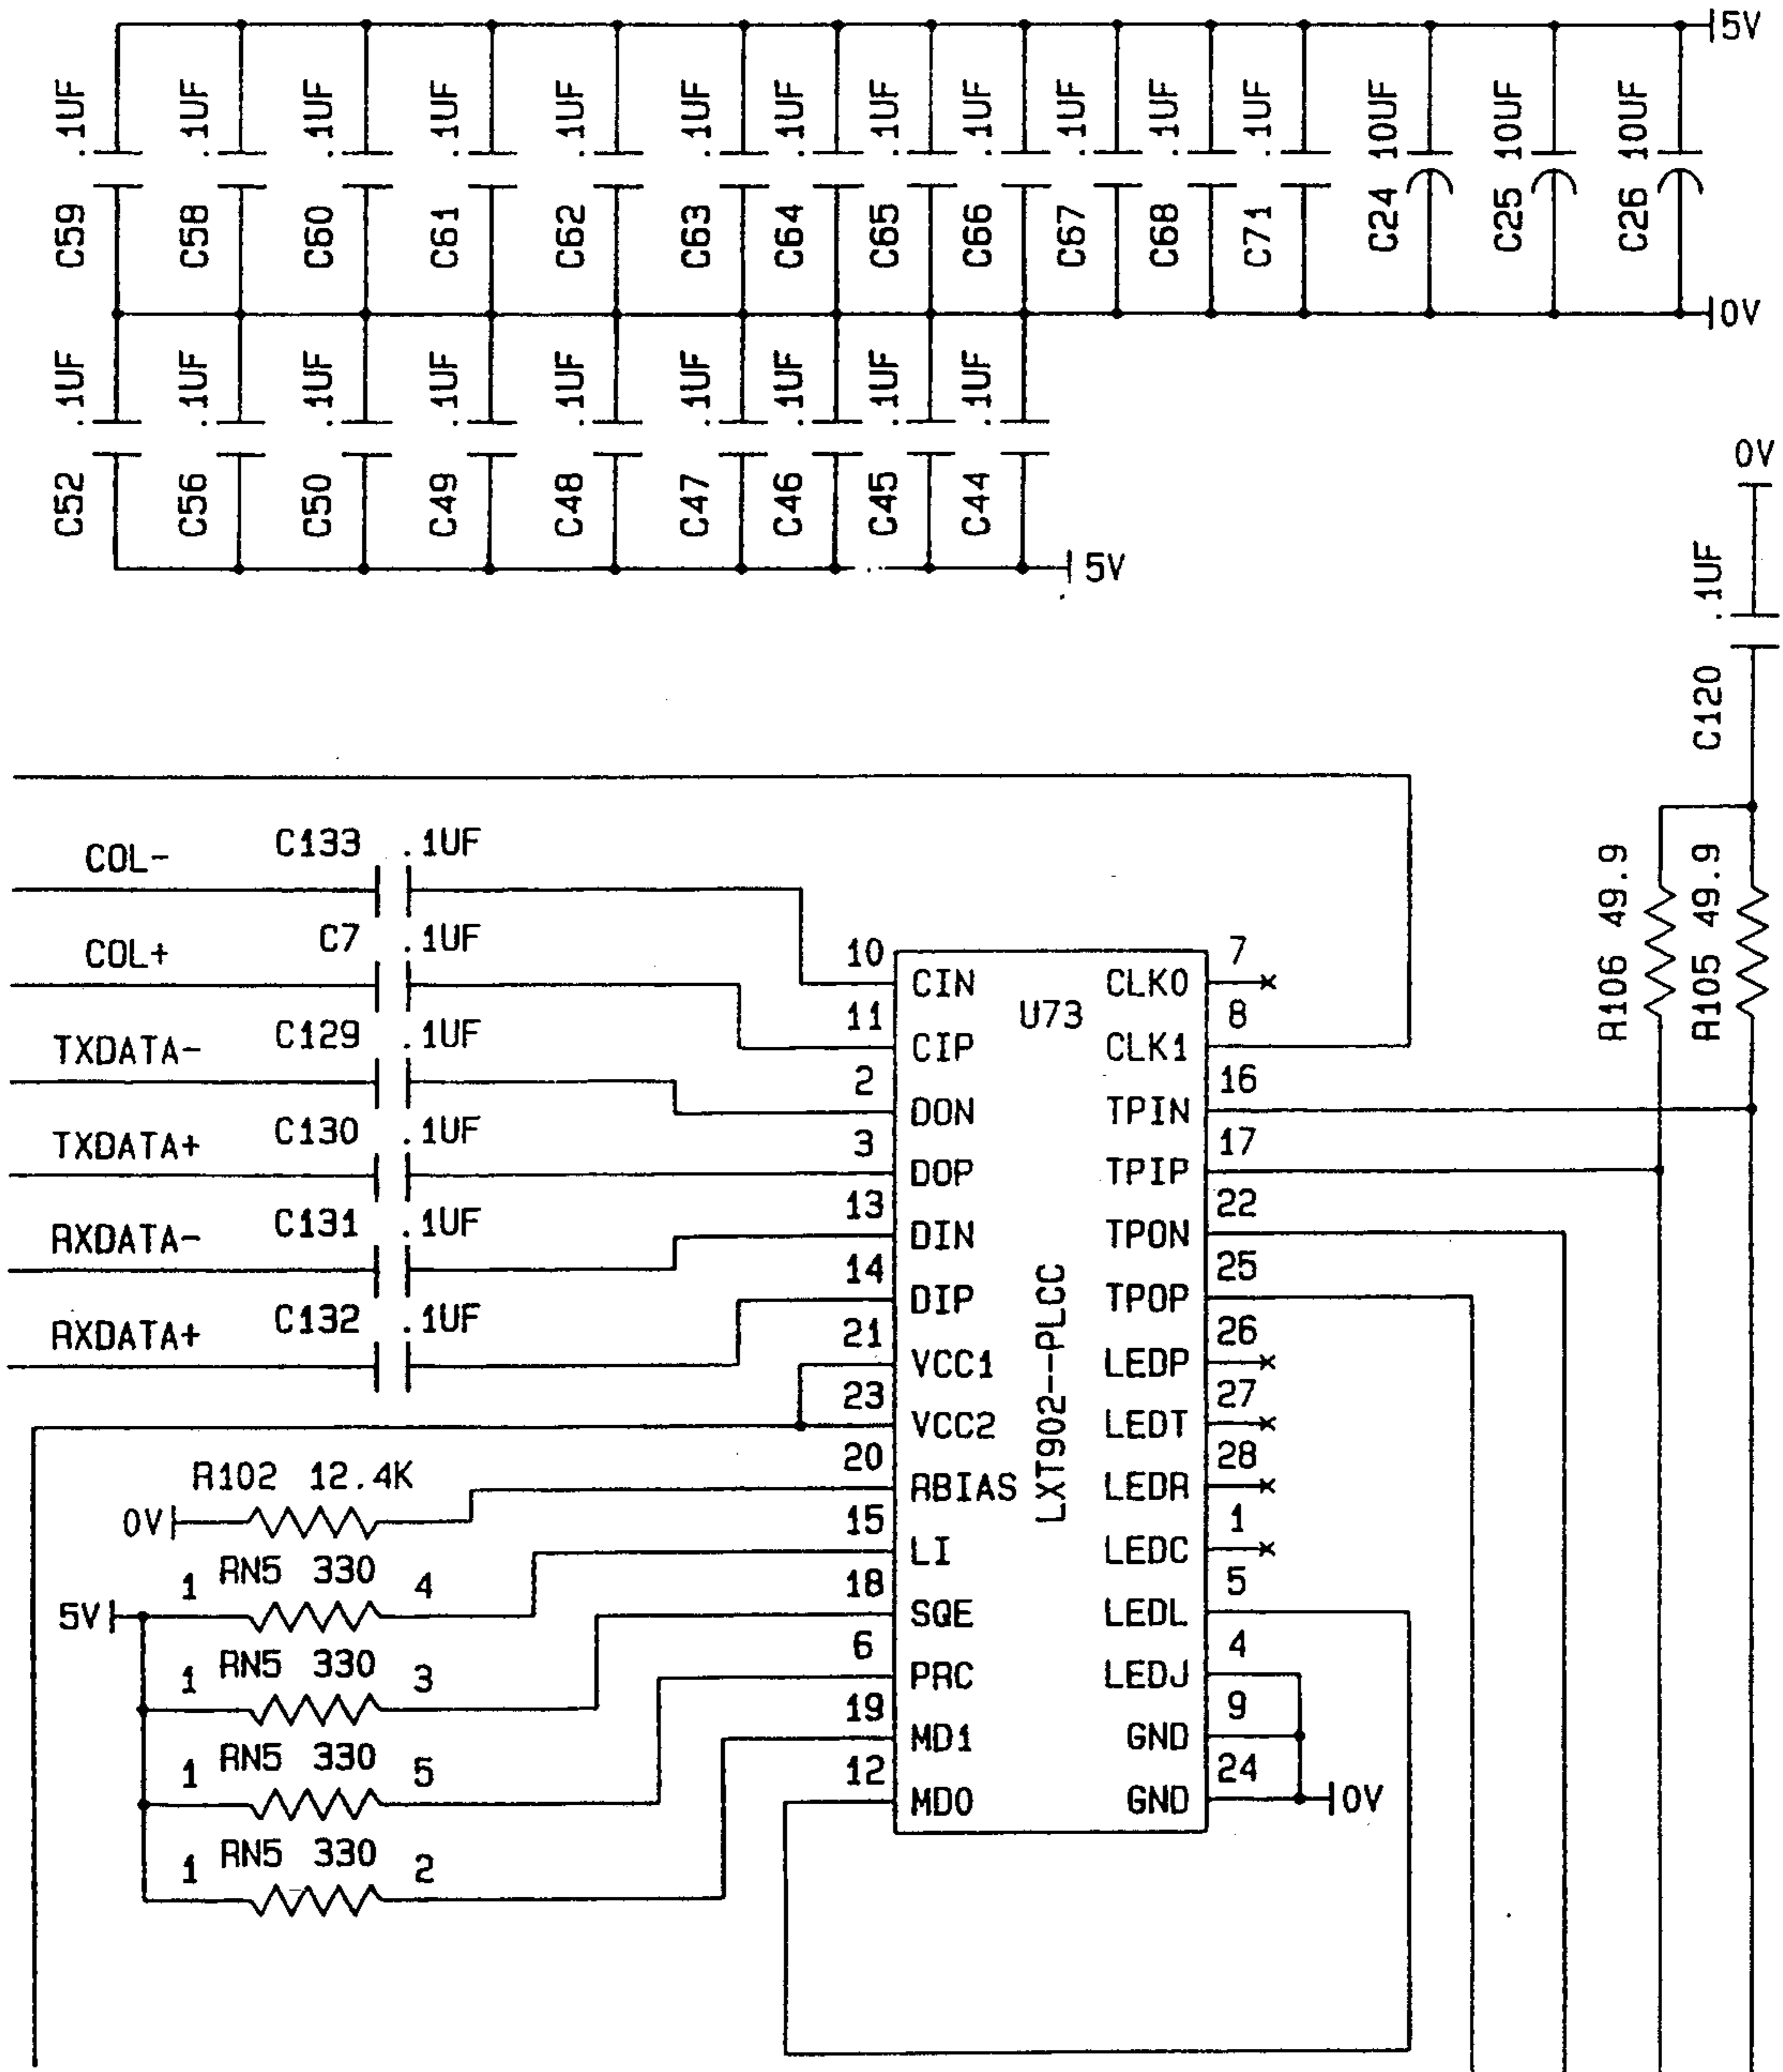 5V
.1UF .1UF .1UF .1UF .1UF .1UF .1UF .1UF .1UF .1UF .1UF .1UF 10UF 10UF 10UF
C59 C58 C60 C61 C62 C63 C64 C65 C66 C67 C68 C71 C24 C25 C26
0V
.1UF .1UF .1UF .1UF .1UF .1UF .1UF .1UF .1UF
C52 C56 C50 C49 C48 C47 C46 C45 C44
5V
0V
.1UF
C120
R106 49.9
R105 49.9
COL- C133 .1UF
COL+ C7 .1UF
TXDATA- C129 .1UF
TXDATA+ C130 .1UF
RXDATA- C131 .1UF
RXDATA+ C132 .1UF
U73
LXT902--PLCC
10 CIN CLK0 7
11 CIP CLK1 8
2 DON TPIN 16
3 DOP TPIP 17
13 DIN TPON 22
14 DIP TPOP 25
21 VCC1 LEDP 26
23 VCC2 LEDT 27
20 RBIAS LEDR 28
15 LI LEDC 1
18 SQE LEDL 5
6 PRC LEDJ 4
19 MD1 GND 9
12 MD0 GND 24
0V
R102 12.4K
0V
5V
1 RN5 330 4
1 RN5 330 3
1 RN5 330 5
1 RN5 330 2